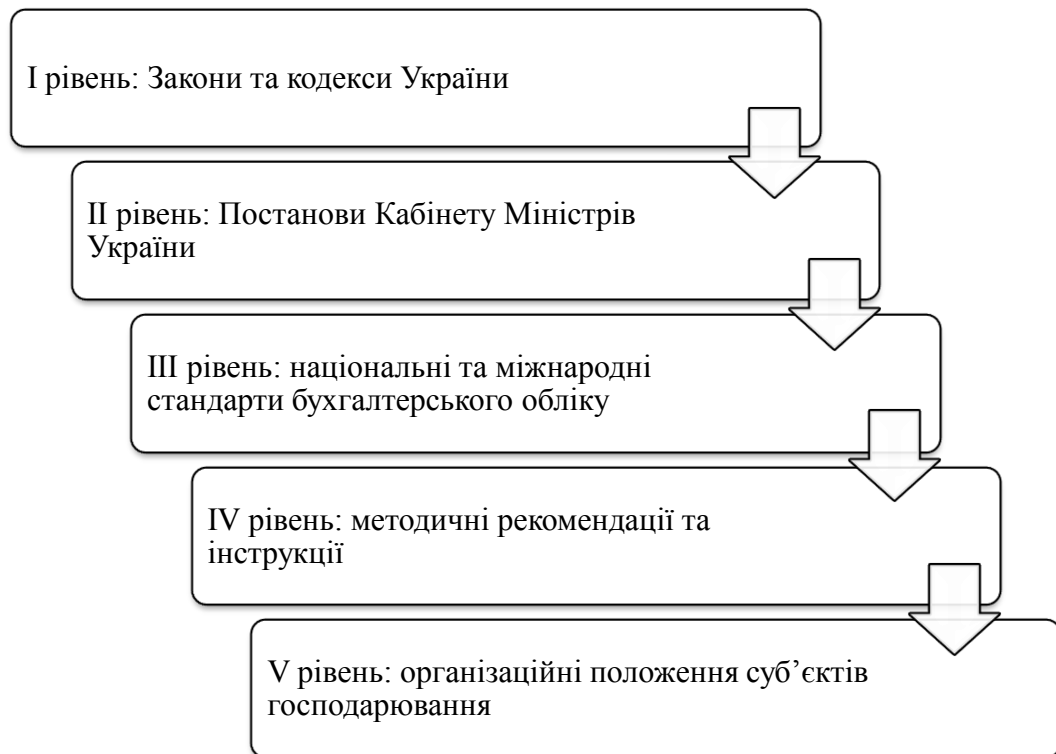 I рівень: Закони та кодекси України
II рівень: Постанови Кабінету Міністрів
України
III рівень: національні та міжнародні
стандарти бухгалтерського обліку
IV рівень: методичні рекомендації та
інструкції
V рівень: організаційні положення суб’єктів
господарювання